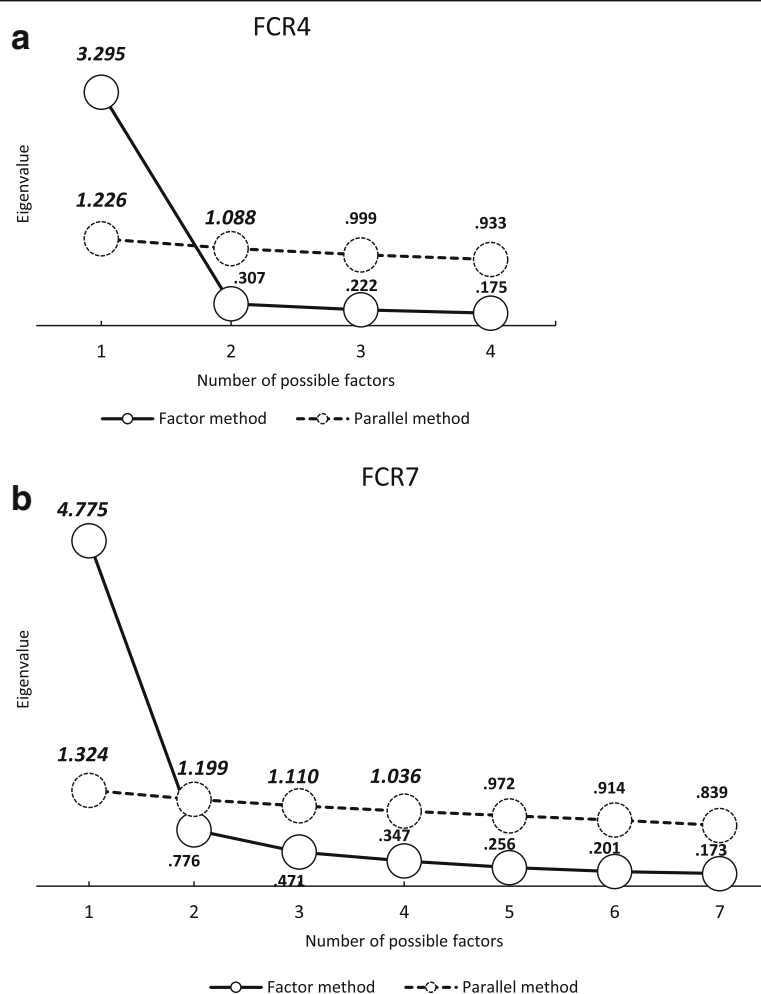 FCR4
a
3.295
Eigenvalue
1.226
1.088
.999
.933
.307
.222
.175
1 2 3 4
Number of possible factors
Factor method Parallel method
FCR7
b
4.775
Eigenvalue
1.324
1.199
1.110
1.036
.972
.914
.839
.776
.471
.347
.256
.201
.173
1 2 3 4 5 6 7
Number of possible factors
Factor method Parallel method